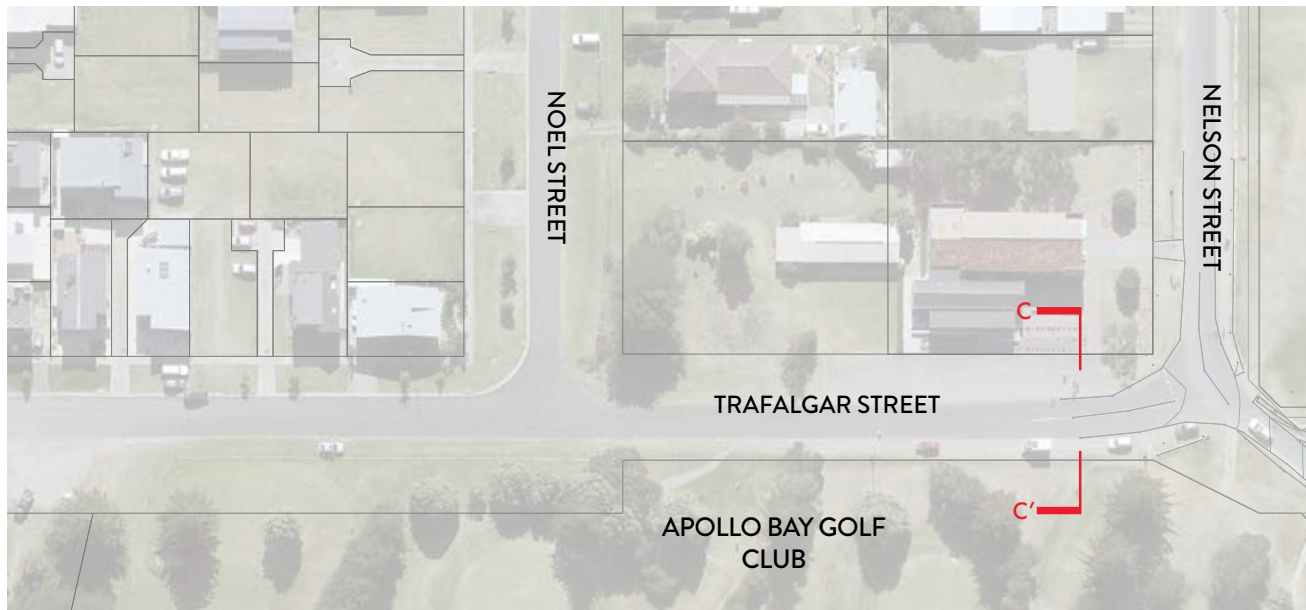 NOEL STREET
NELSON STREET
C
TRAFALGAR STREET
C'
APOLLO BAY GOLF
CLUB